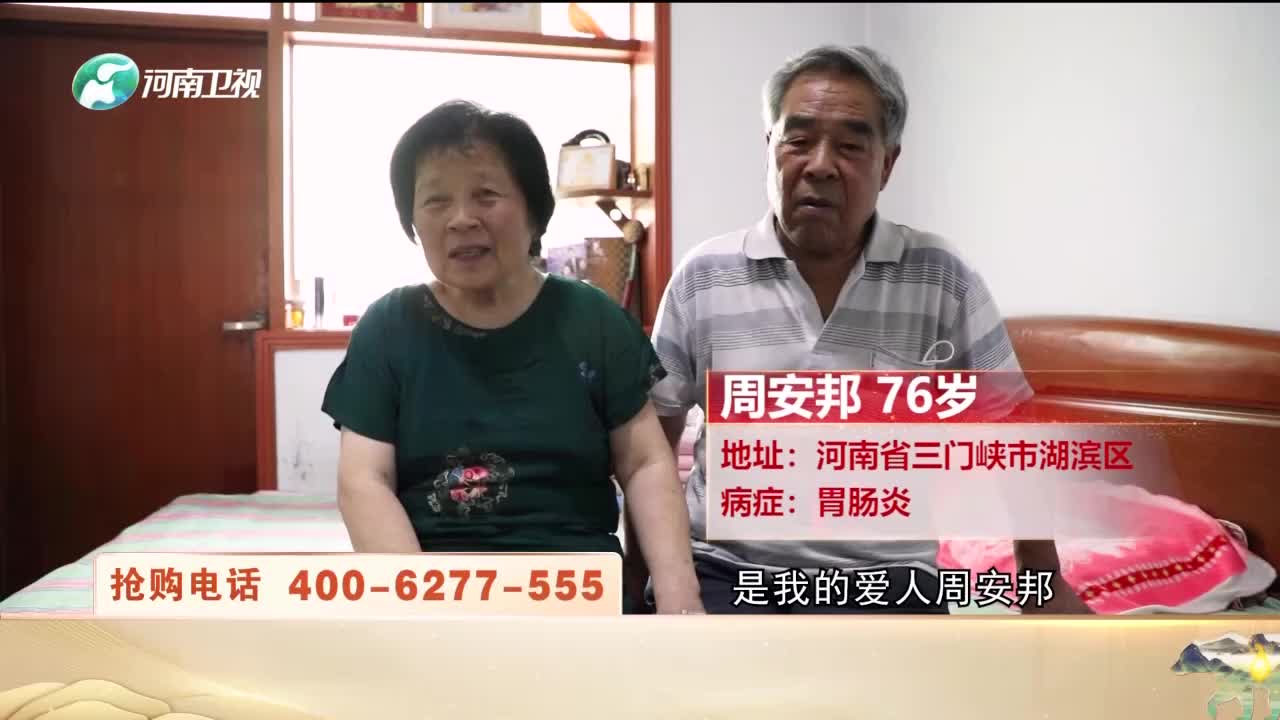 河南卫视
周安邦 76岁
地址：河南省三门峡市湖滨区
病症：胃肠炎
抢购电话 400-6277-555
是我的爱人周安邦